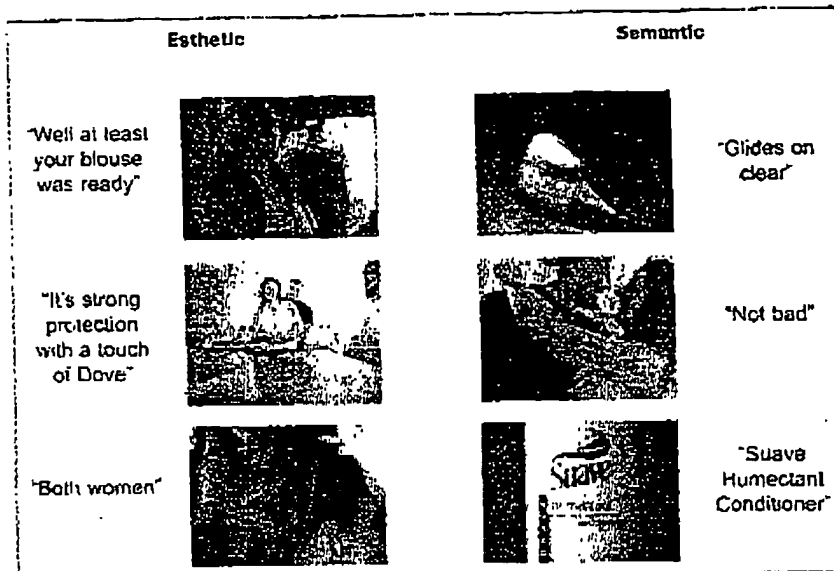 Esthetic
Semantic
"Well at least
your blouse
was ready"
"Glides on
clear"
"It's strong
protection
with a touch
of Dove"
"Not bad"
"Both women"
Suave
"Suave
Humectant
Conditioner"